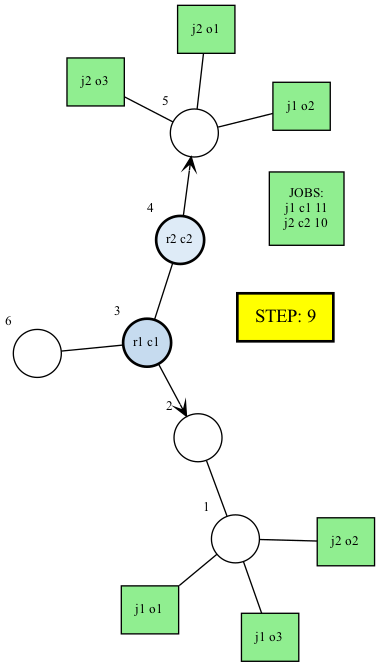 j2 o1
j2 o3
5
j1 o2
JOBS:
j1 c1 11
j2 c2 10
4
r2 c2
STEP: 9
3
6
r1 c1
2
1
j2 o2
j1 o1
j1 o3